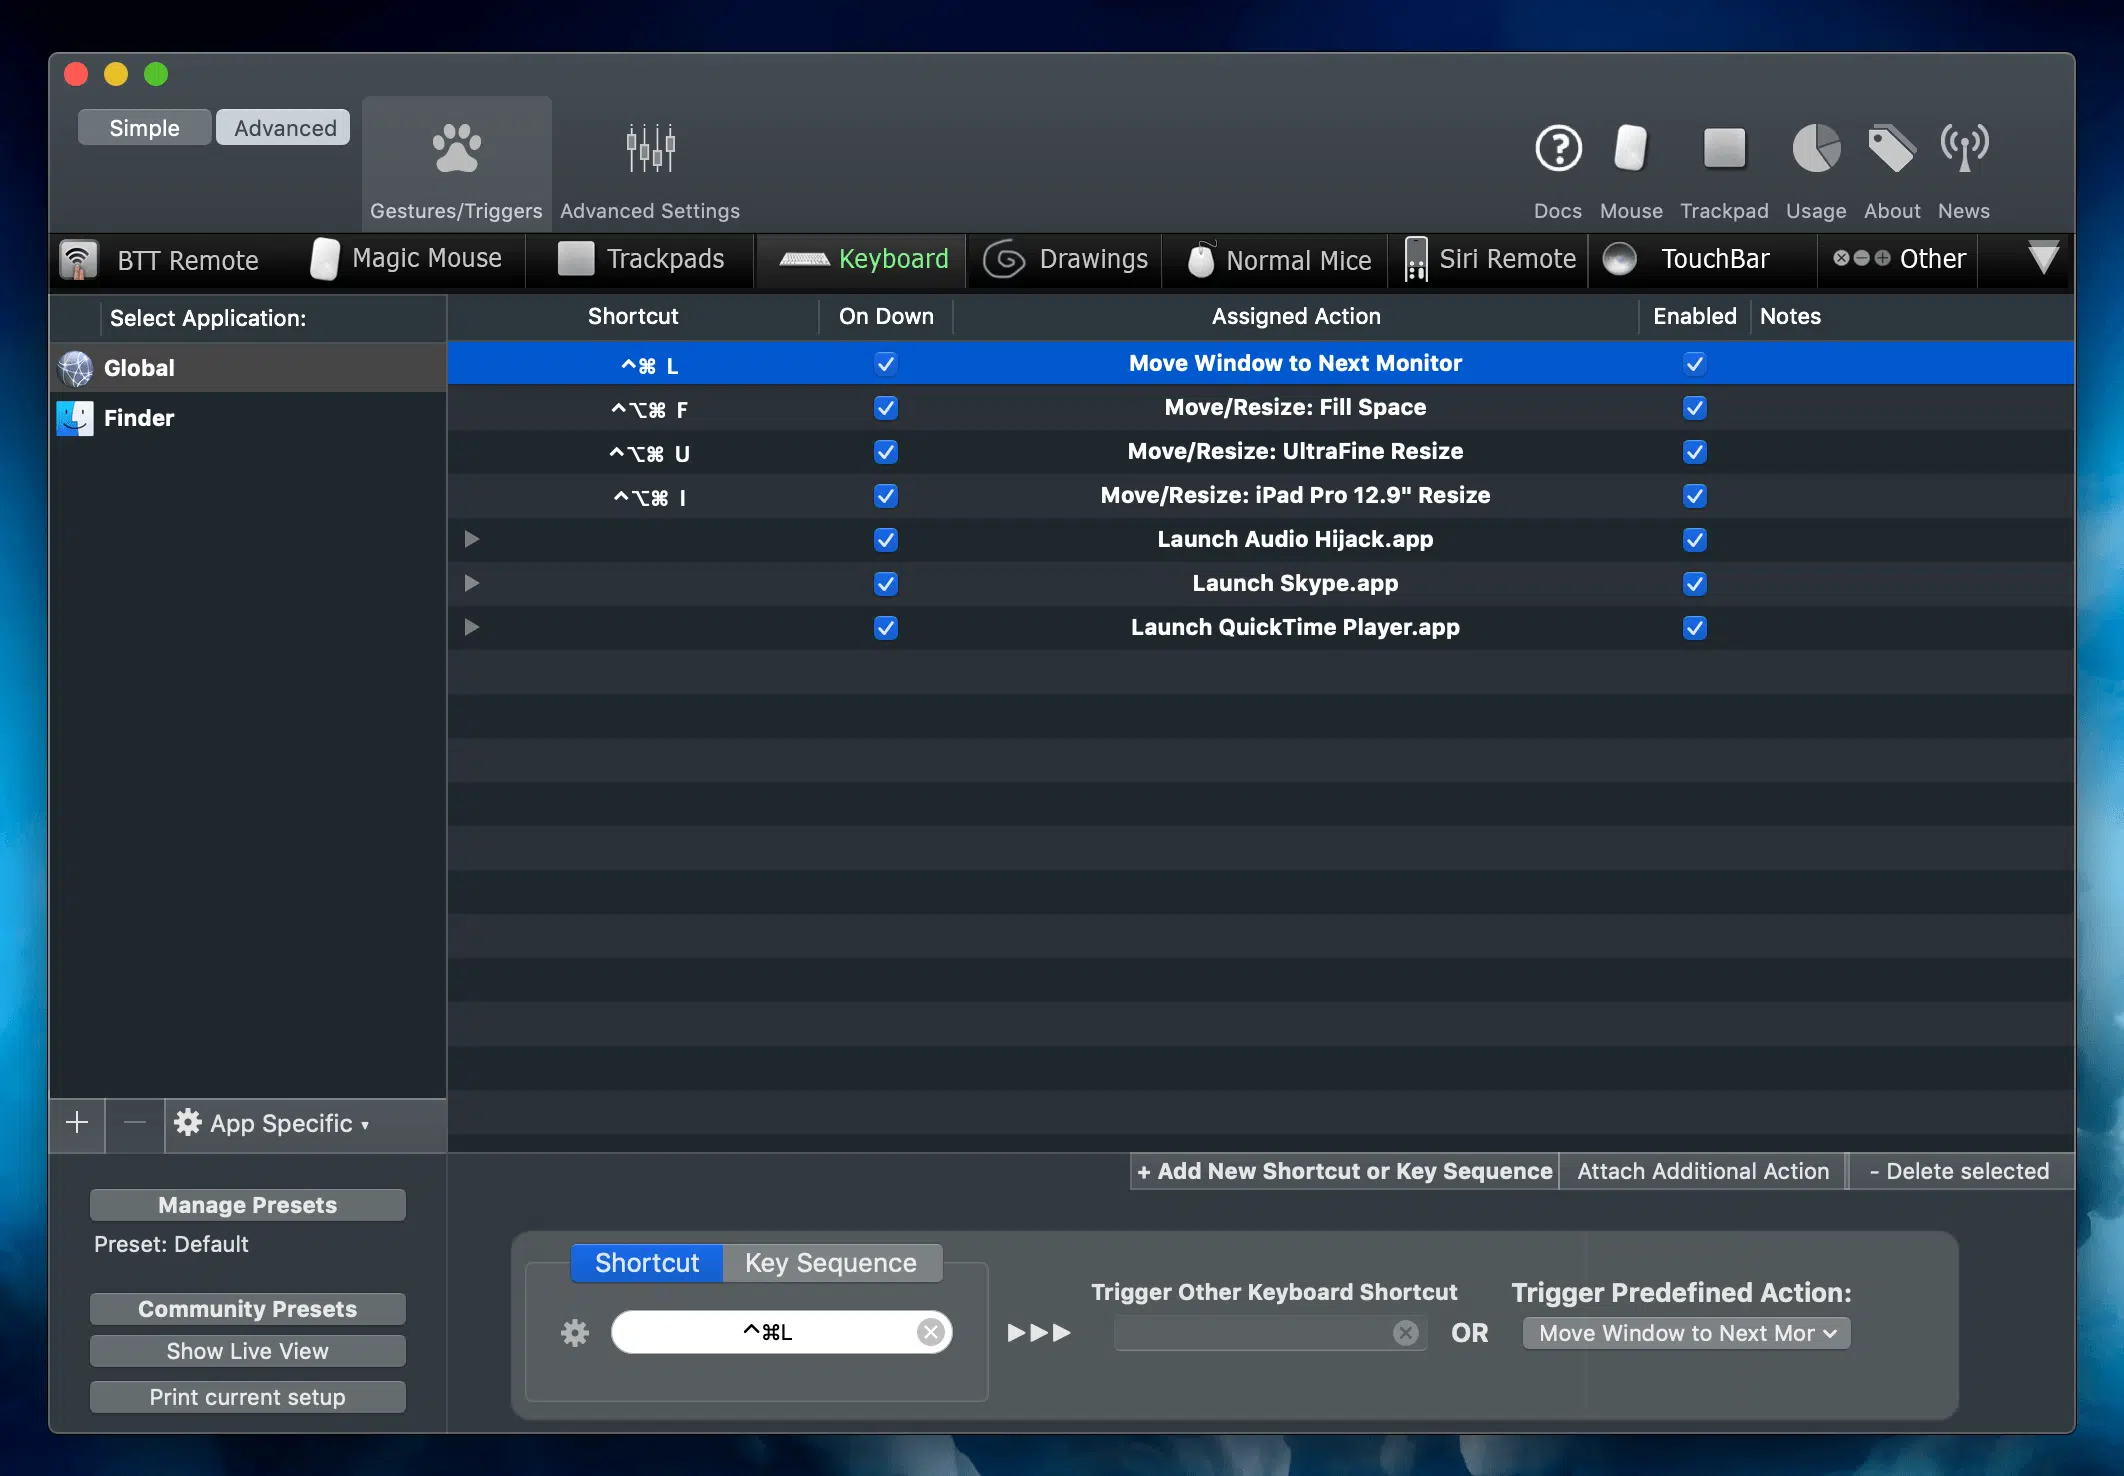 Simple
Advanced
Gestures/Triggers
Advanced Settings
Docs
Mouse
Trackpad
Usage
About
News
BTT Remote
Magic Mouse
Trackpads
Keyboard
Drawings
Normal Mice
Siri Remote
TouchBar
Other
Select Application:
Global
Finder
Shortcut
On Down
Assigned Action
Enabled
Notes
^⌘ L
Move Window to Next Monitor
^⌥⌘ F
Move/Resize: Fill Space
^⌥⌘ U
Move/Resize: UltraFine Resize
^⌥⌘ I
Move/Resize: iPad Pro 12.9" Resize
Launch Audio Hijack.app
Launch Skype.app
Launch QuickTime Player.app
App Specific
+ Add New Shortcut or Key Sequence
Attach Additional Action
- Delete selected
Manage Presets
Preset: Default
Community Presets
Show Live View
Print current setup
Shortcut
Key Sequence
^⌘L
Trigger Other Keyboard Shortcut
OR
Trigger Predefined Action:
Move Window to Next Mor